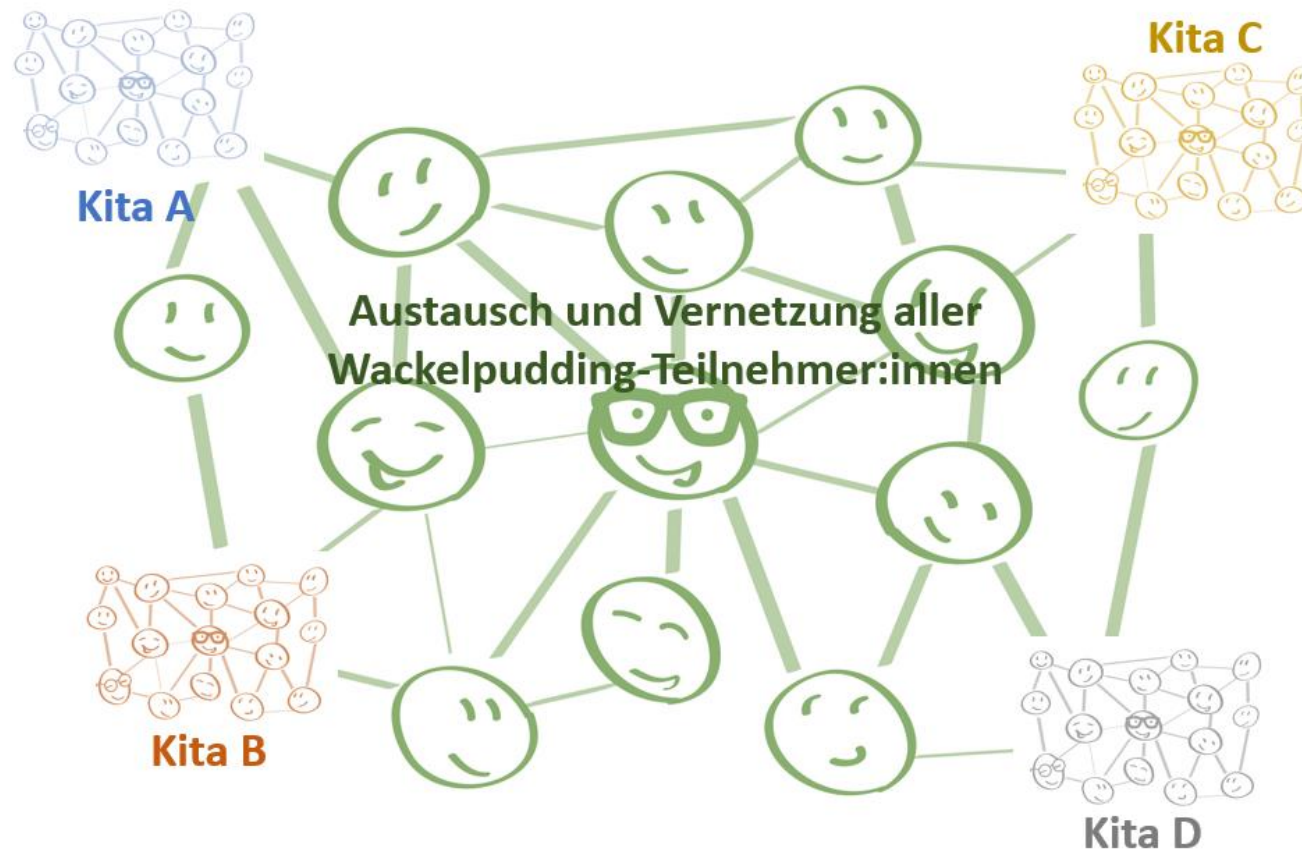 Kita C
Kita A
Austausch und Vernetzung aller
Wackelpudding-Teilnehmer:innen
Kita B
Kita D